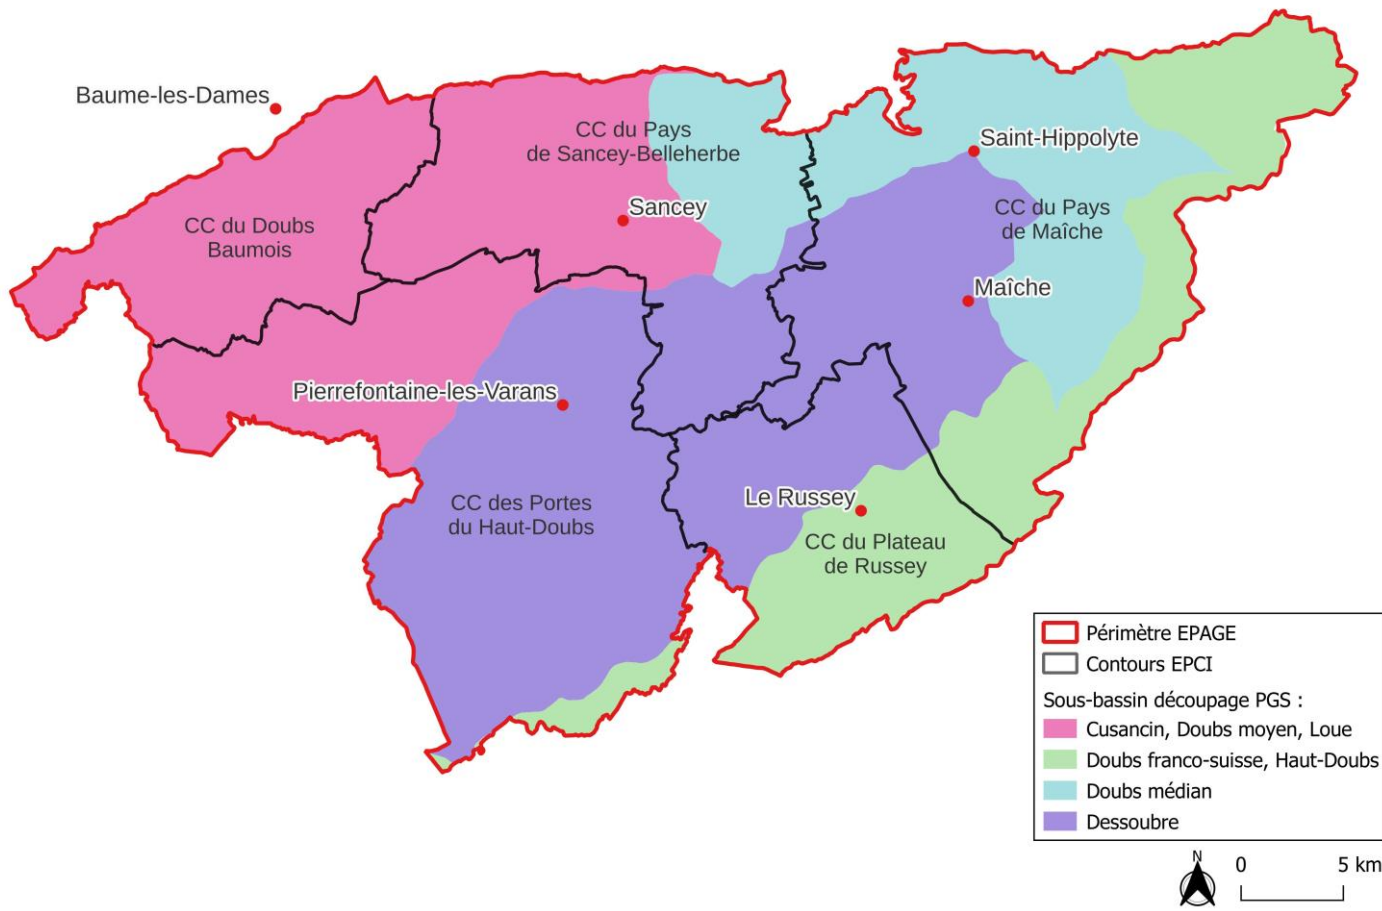 Baume-les-Dames
CC du Pays
de Sancey-Belleherbe
Saint-Hippolyte
Sancey
CC du Doubs
Baumois
CC du Pays
de Maîche
Maîche
Pierrefontaine-les-Varans
CC des Portes
du Haut-Doubs
Le Russey
CC du Plateau
de Russey
Périmètre EPAGE
Contours EPCI
Sous-bassin découpage PGS :
Cusancin, Doubs moyen, Loue
Doubs franco-suisse, Haut-Doubs
Doubs médian
Dessoubre
N
0 5 km